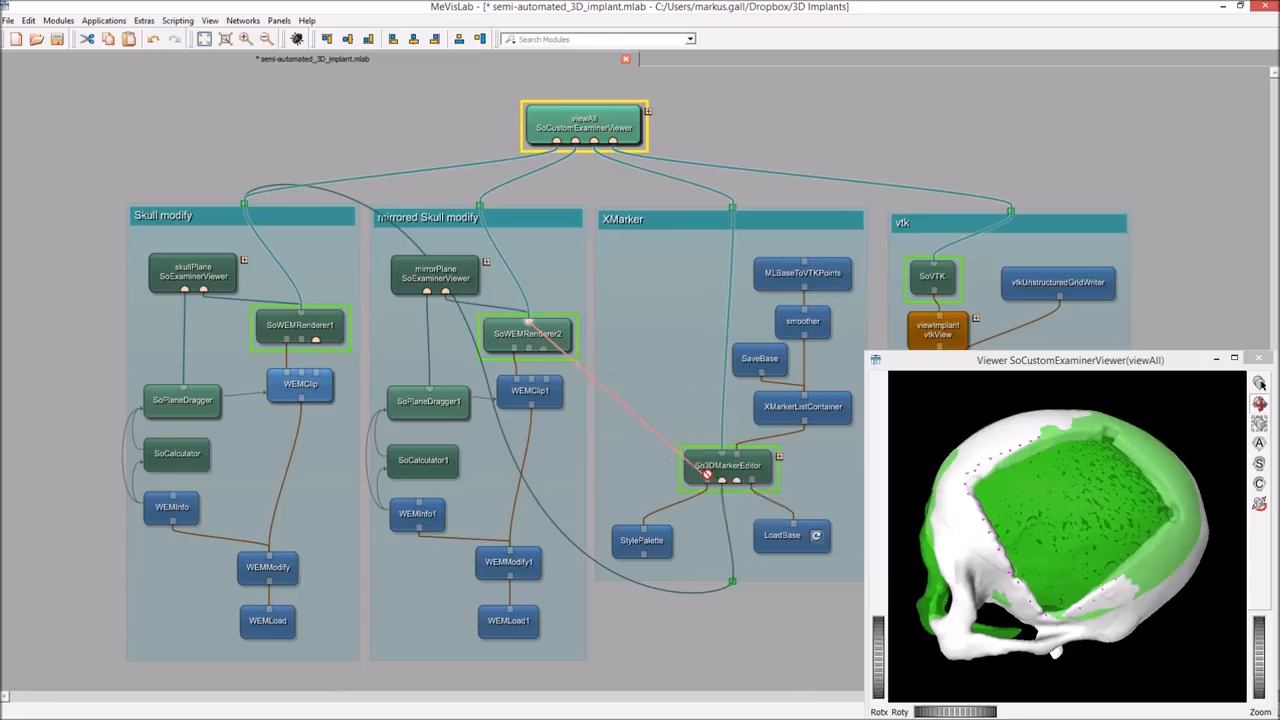 MeVisLab - [* semi-automated_3D_implant.mlab - C:/Users/markus.gall/Dropbox/3D Implants]
File Edit Modules Applications Extras Scripting View Networks Panels Help
Search Modules
* semi-automated_3D_implant.mlab
viewAll
SoCustomExaminerViewer
Skull modify
mirrored Skull modify
XMarker
vtk
skullPlane
SoExaminerViewer
mirrorPlane
SoExaminerViewer
MLBaseToVTKPoints
SoVTK
vtkUnstructuredGridWriter
SoWEMRenderer1
SoWEMRenderer2
smoother
viewImplant
vtkView
SaveBase
Viewer SoCustomExaminerViewer(viewAll)
WEMClip
WEMClip1
SoPlaneDragger
SoPlaneDragger1
XMarkerListContainer
SoCalculator
SoCalculator1
So3DMarkerEditor
WEMInfo
WEMInfo1
StylePalette
LoadBase
WEMModify
WEMModify1
WEMLoad
WEMLoad1
A
S
C
Rotx Roty
Zoom